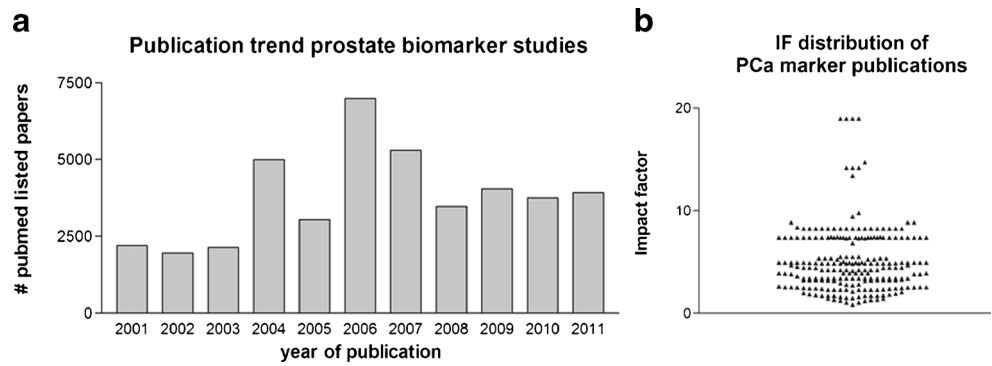 a
Publication trend prostate biomarker studies
# pubmed listed papers
7500
5000
2500
0
2001 2002 2003 2004 2005 2006 2007 2008 2009 2010 2011
year of publication
b
IF distribution of
PCa marker publications
Impact factor
20
10
0